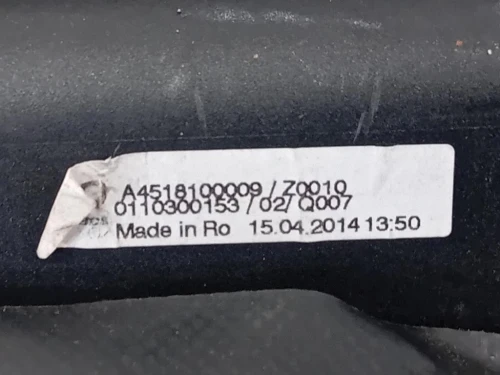 A4518100009 / Z0010
0110300153 / 02/ Q007
Made in Ro 15.04.2014 13:50